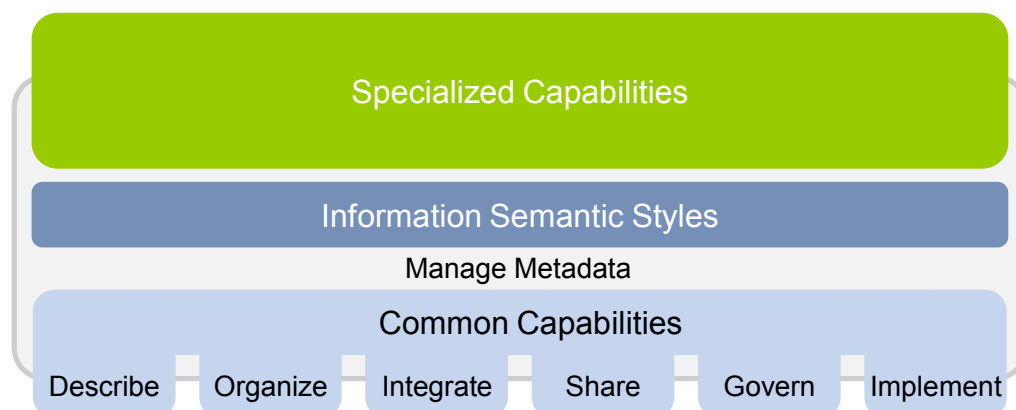 Specialized Capabilities
Information Semantic Styles
Manage Metadata
Common Capabilities
Describe Organize Integrate Share Govern Implement